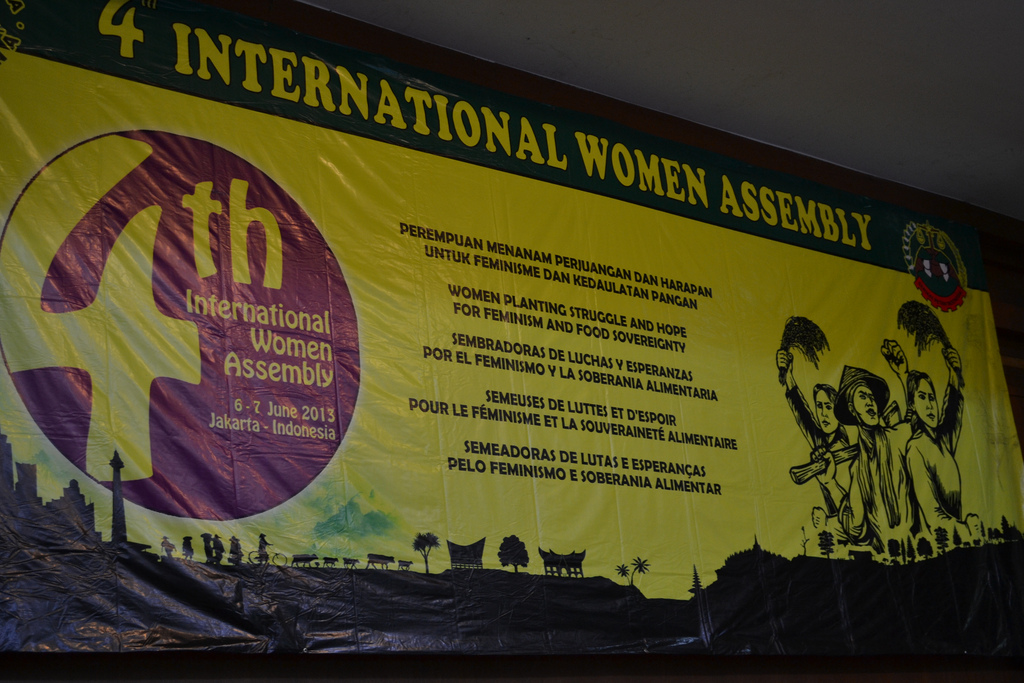 4TH INTERNATIONAL WOMEN ASSEMBLY
4th
International
Women
Assembly
6 - 7 June 2013
Jakarta - Indonesia
PEREMPUAN MENANAM PERJUANGAN DAN HARAPAN
UNTUK FEMINISME DAN KEDAULATAN PANGAN
WOMEN PLANTING STRUGGLE AND HOPE
FOR FEMINISM AND FOOD SOVEREIGNTY
SEMBRADORAS DE LUCHAS Y ESPERANZAS
POR EL FEMINISMO Y LA SOBERANIA ALIMENTARIA
SEMEUSES DE LUTTES ET D'ESPOIR
POUR LE FÉMINISME ET LA SOUVERAINETÉ ALIMENTAIRE
SEMEADORAS DE LUTAS E ESPERANÇAS
PELO FEMINISMO E SOBERANIA ALIMENTAR